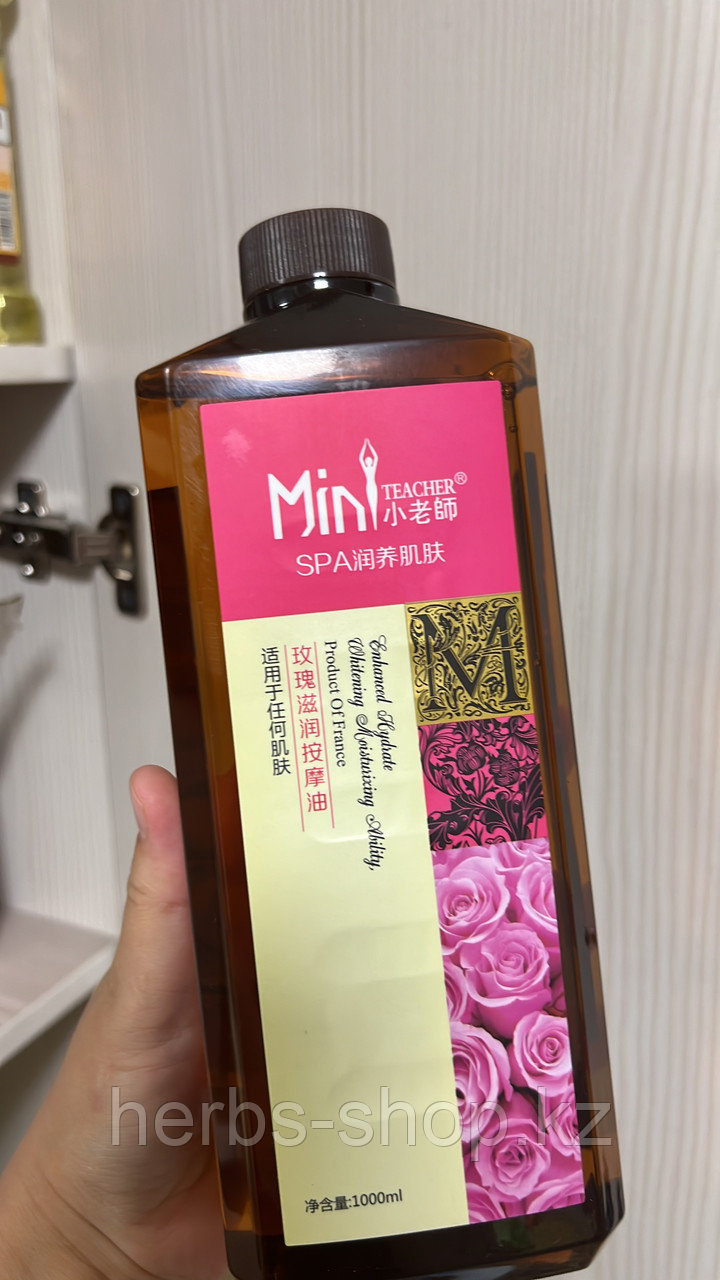 Mini TEACHER®
小老師
SPA润养肌肤
M
Enhanced Hydrate
Whitening Moisturixing Ability,
Product Of France
玫瑰滋润按摩油
适用于任何肌肤
herbs-shop.kz
净含量:1000ml